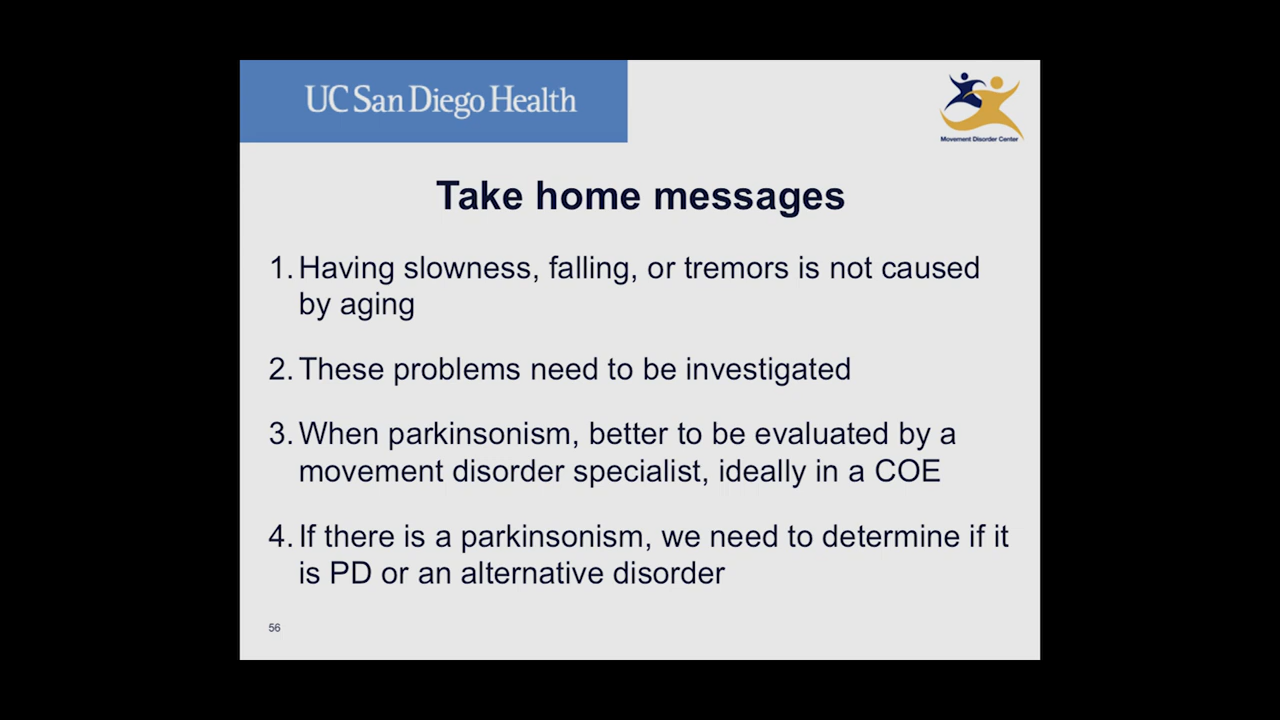 UC San Diego Health
Movement Disorder Center
Take home messages
1. Having slowness, falling, or tremors is not caused
by aging
2. These problems need to be investigated
3. When parkinsonism, better to be evaluated by a
movement disorder specialist, ideally in a COE
4. If there is a parkinsonism, we need to determine if it
is PD or an alternative disorder
56